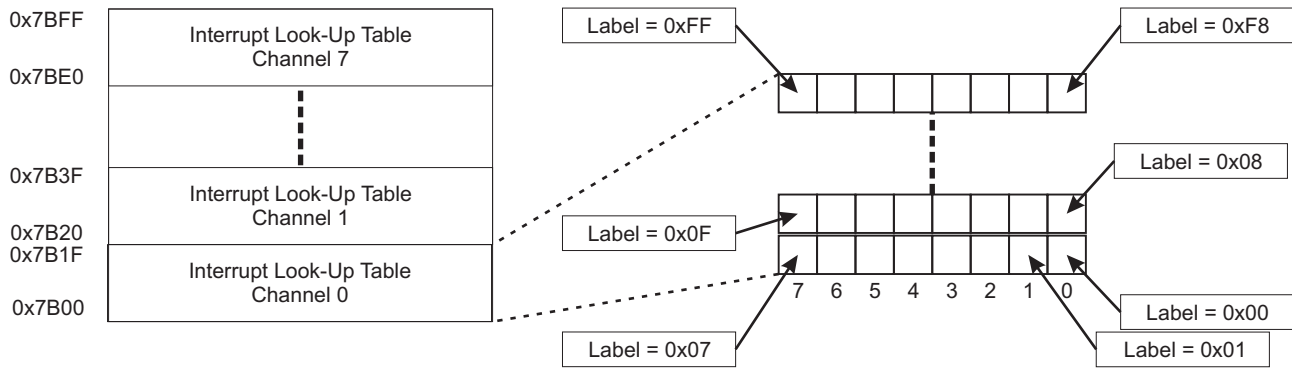 0x7BFF
Interrupt Look-Up Table
Channel 7
0x7BE0
0x7B3F
Interrupt Look-Up Table
Channel 1
0x7B20
0x7B1F
Interrupt Look-Up Table
Channel 0
0x7B00
Label = 0xFF
Label = 0xF8
Label = 0x08
Label = 0x0F
7 6 5 4 3 2 1 0
Label = 0x00
Label = 0x07
Label = 0x01